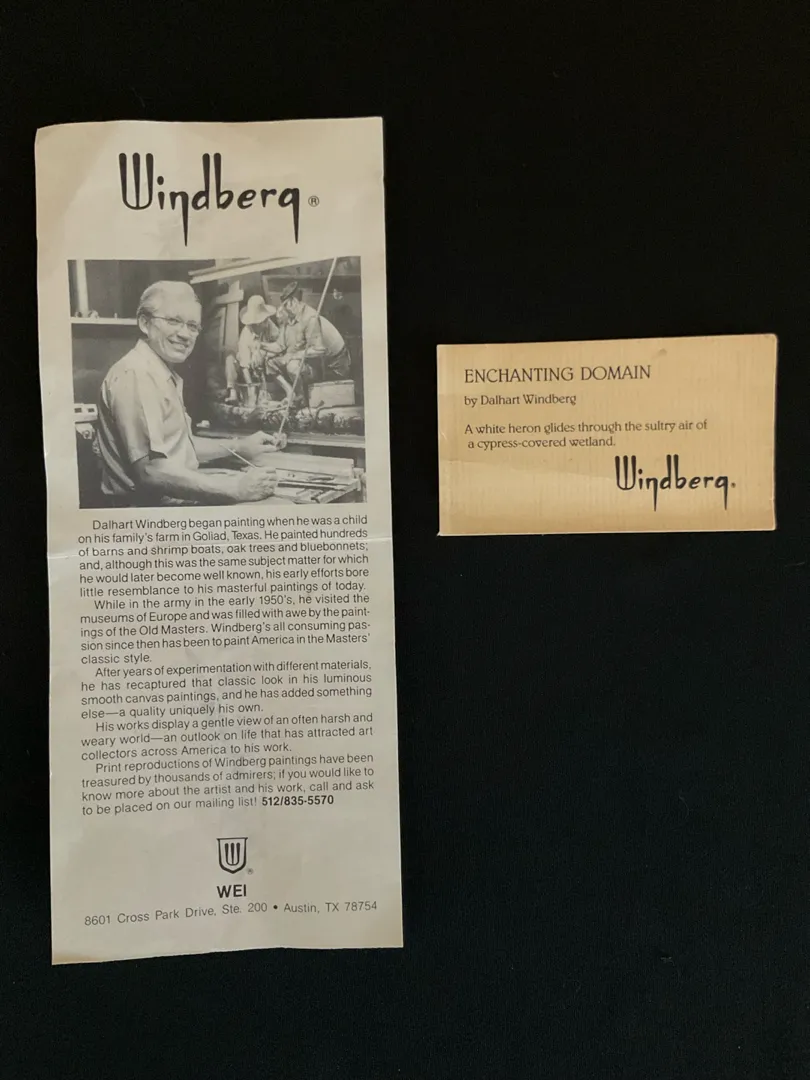 Windberg ®
Dalhart Windberg began painting when he was a child
on his family's farm in Goliad, Texas. He painted hundreds
of barns and shrimp boats, oak trees and bluebonnets;
and, although this was the same subject matter for which
he would later become well known, his early efforts bore
little resemblance to his masterful paintings of today.
While in the army in the early 1950's, he visited the
museums of Europe and was filled with awe by the paint-
ings of the Old Masters. Windberg's all consuming pas-
sion since then has been to paint America in the Masters'
classic style.
After years of experimentation with different materials,
he has recaptured that classic look in his luminous
smooth canvas paintings, and he has added something
else—a quality uniquely his own.
His works display a gentle view of an often harsh and
weary world—an outlook on life that has attracted art
collectors across America to his work.
Print reproductions of Windberg paintings have been
treasured by thousands of admirers; if you would like to
know more about the artist and his work, call and ask
to be placed on our mailing list! 512/835-5570
W ®
WEI
8601 Cross Park Drive, Ste. 200 • Austin, TX 78754
ENCHANTING DOMAIN
by Dalhart Windberg
A white heron glides through the sultry air of
a cypress-covered wetland.
Windberg®